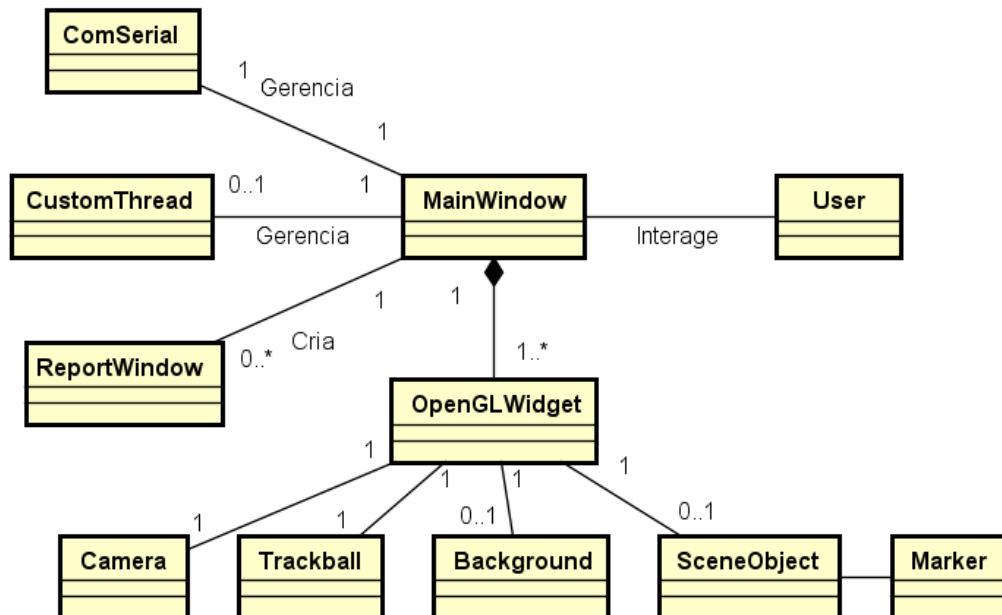 ComSerial
1
Gerencia
1
CustomThread
0..1
1
MainWindow
User
Gerencia
Interage
1
1
ReportWindow
0..*
Cria
1..*
OpenGLWidget
1
1
1
1
1
1
0..1
0..1
Camera
Trackball
Background
SceneObject
Marker